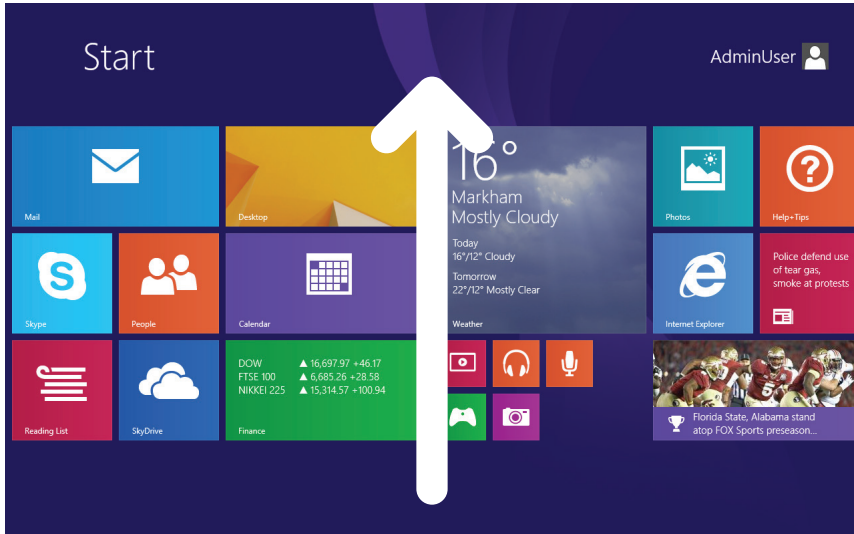 Start
AdminUser
Mail
Desktop
16°
Markham
Mostly Cloudy
Today
16°/12° Cloudy
Tomorrow
22°/12° Mostly Clear
Weather
Photos
Help+Tips
S
Skype
People
Calendar
Internet Explorer
Police defend use
of tear gas,
smoke at protests
Reading List
SkyDrive
DOW ▲ 16,697.97 +46.17
FTSE 100 ▲ 6,685.26 +28.58
NIKKEI 225 ▲ 15,314.57 +100.94
Finance
Florida State, Alabama stand
atop FOX Sports preseason...